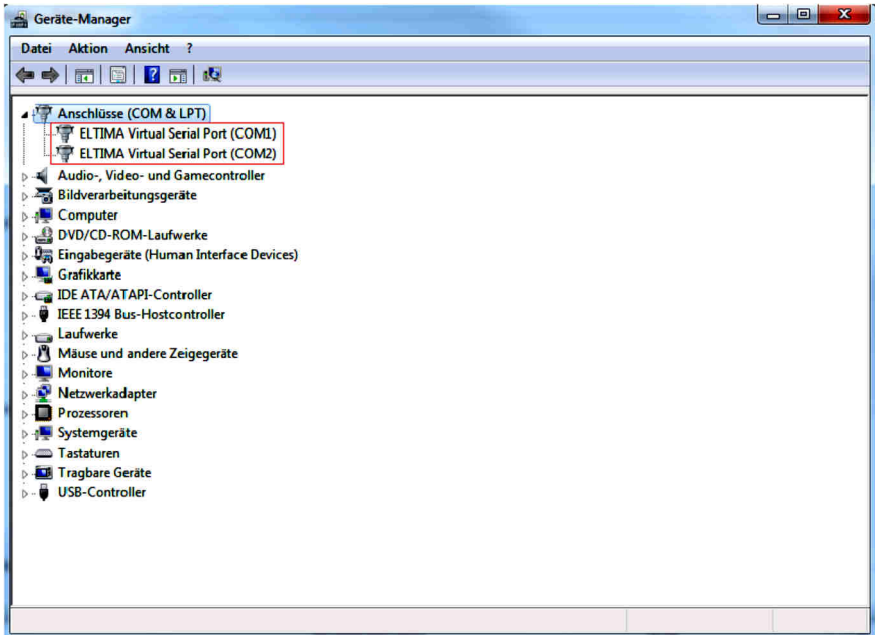 Geräte-Manager
Datei Aktion Ansicht ?
Anschlüsse (COM & LPT)
ELTIMA Virtual Serial Port (COM1)
ELTIMA Virtual Serial Port (COM2)
Audio-, Video- und Gamecontroller
Bildverarbeitungsgeräte
Computer
DVD/CD-ROM-Laufwerke
Eingabegeräte (Human Interface Devices)
Grafikkarte
IDE ATA/ATAPI-Controller
IEEE 1394 Bus-Hostcontroller
Laufwerke
Mäuse und andere Zeigegeräte
Monitore
Netzwerkadapter
Prozessoren
Systemgeräte
Tastaturen
Tragbare Geräte
USB-Controller